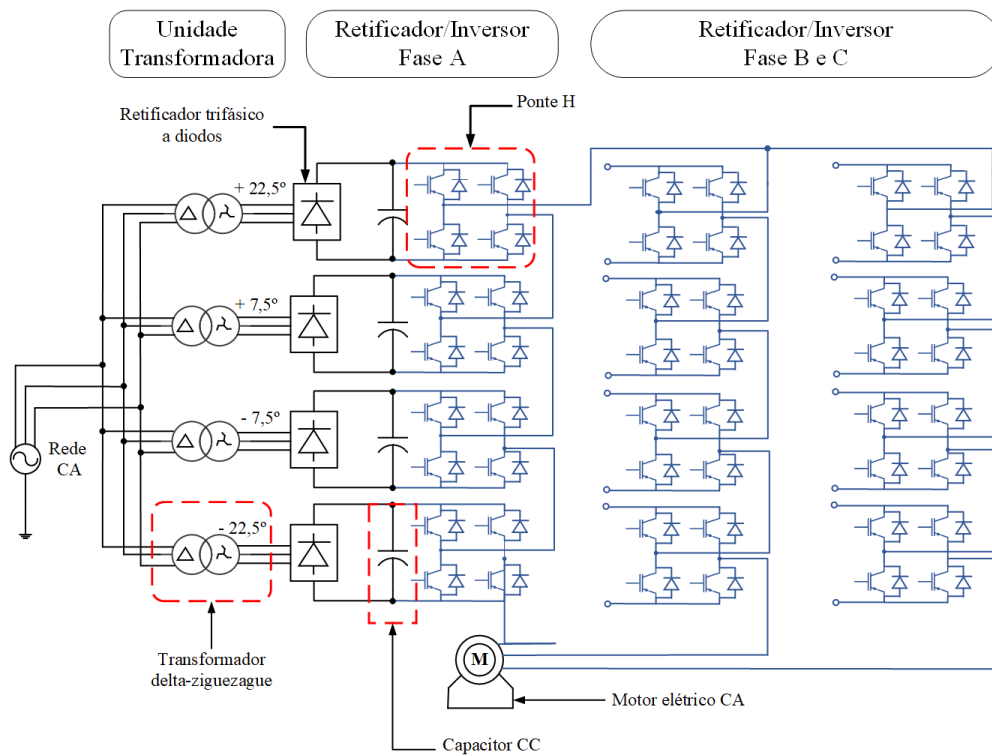 Unidade
Transformadora
Retificador/Inversor
Fase A
Retificador/Inversor
Fase B e C
Ponte H
Retificador trifásico
a diodos
+ 22,5º
+ 7,5º
- 7,5º
Rede
CA
- 22,5º
M
Transformador
delta-ziguezague
Motor elétrico CA
Capacitor CC